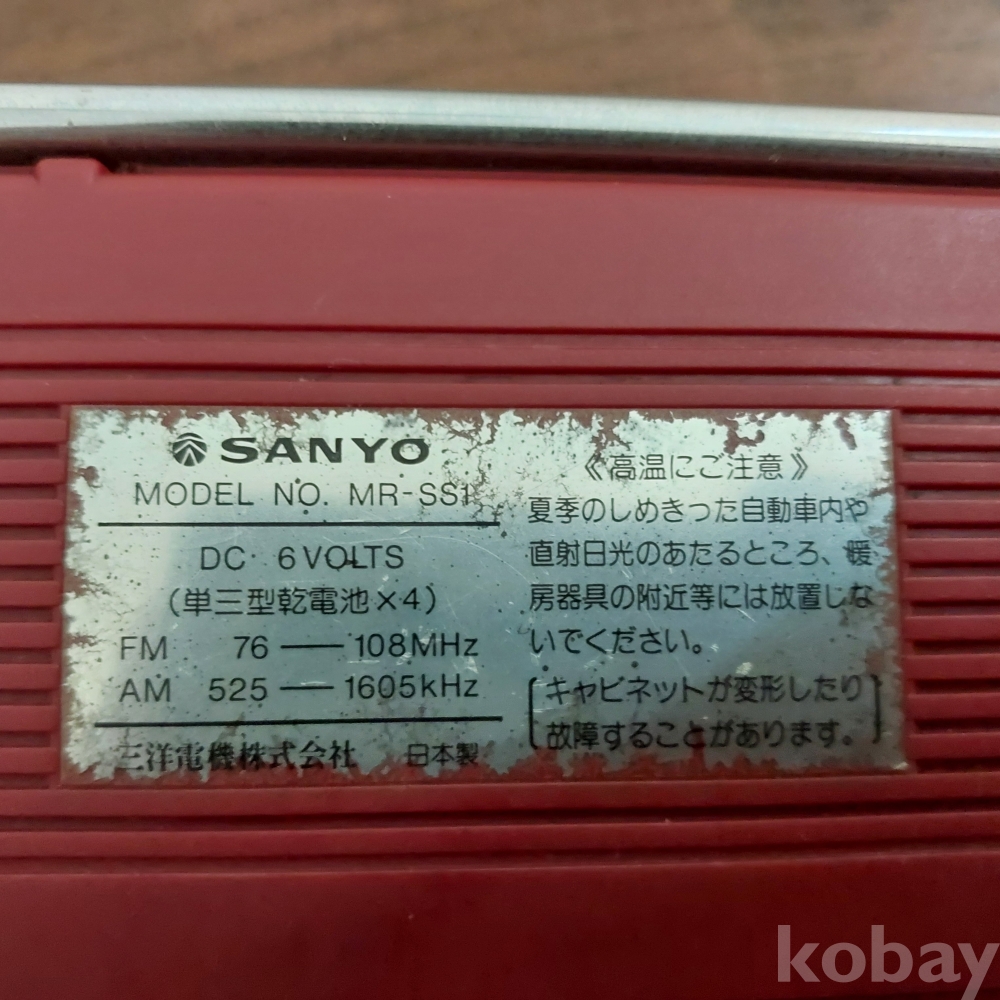 SANYO
MODEL NO. MR-SS1
DC 6VOLTS
(単三型乾電池×4)
FM 76 — 108MHz
AM 525 — 1605kHz
三洋電機株式会社 日本製
《高温にご注意》
夏季のしめきった自動車内や
直射日光のあたるところ、暖
房器具の附近等には放置しな
いでください。
[キャビネットが変形したり
故障することがあります。]
kobay